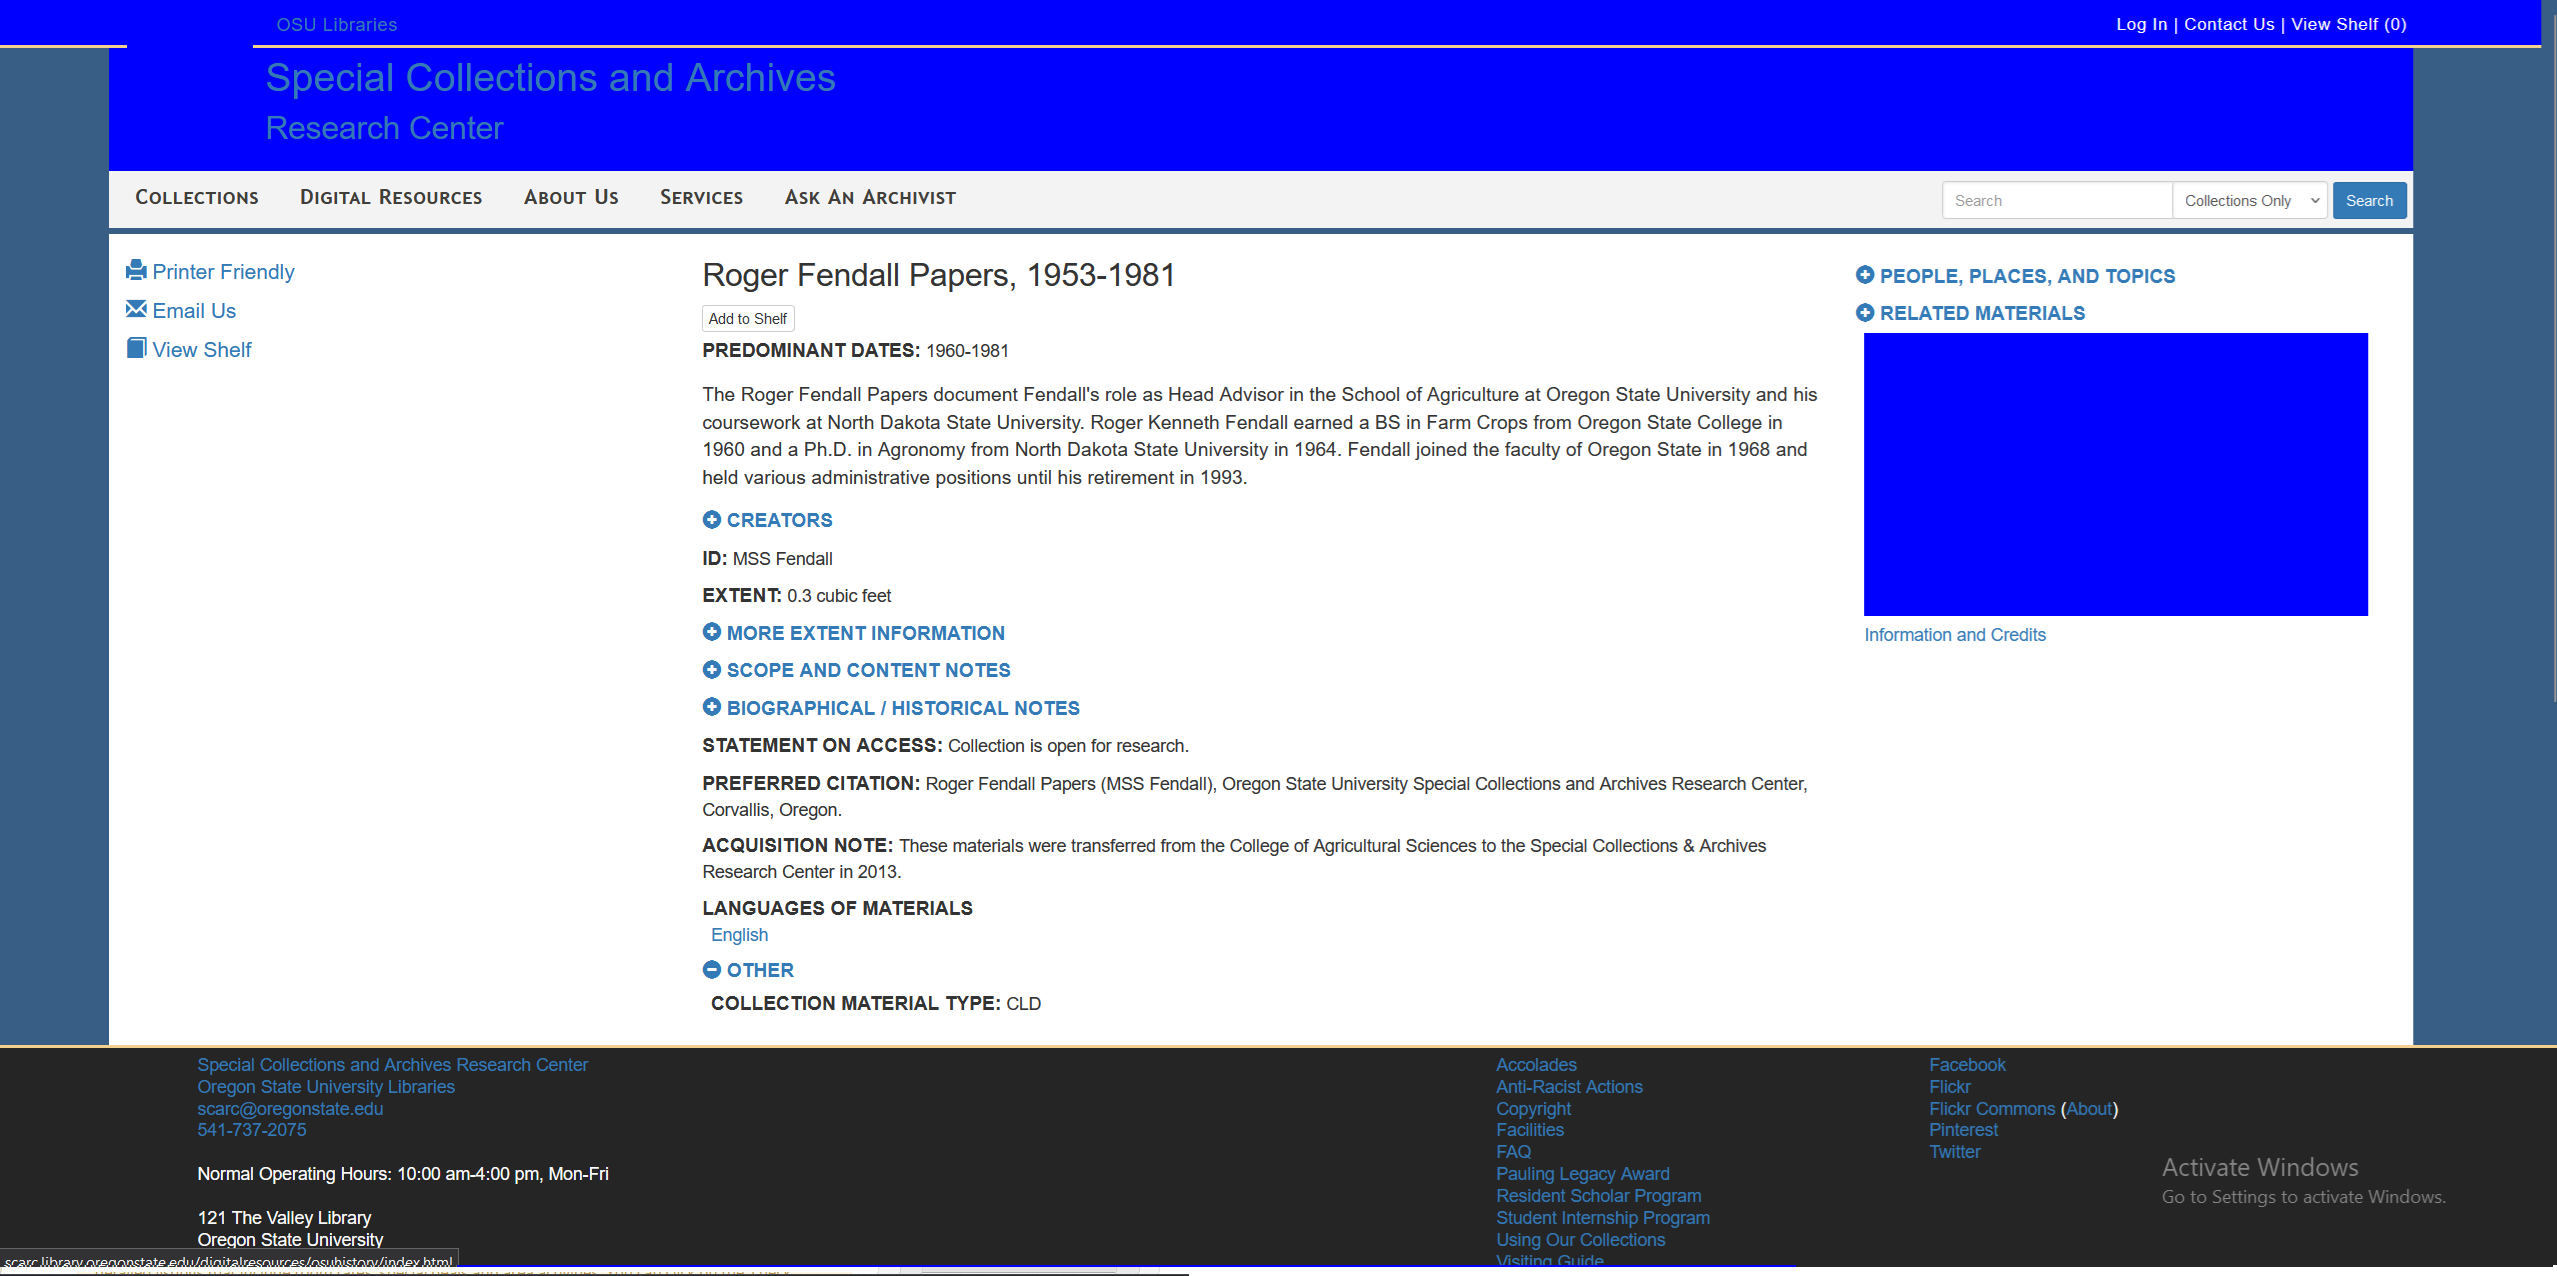 OSU Libraries
Log In | Contact Us | View Shelf (0)
Special Collections and Archives
Research Center
Collections Digital Resources About Us Services Ask An Archivist
Search Collections Only Search
Printer Friendly
Email Us
View Shelf
Roger Fendall Papers, 1953-1981
Add to Shelf
PREDOMINANT DATES: 1960-1981
The Roger Fendall Papers document Fendall's role as Head Advisor in the School of Agriculture at Oregon State University and his
coursework at North Dakota State University. Roger Kenneth Fendall earned a BS in Farm Crops from Oregon State College in
1960 and a Ph.D. in Agronomy from North Dakota State University in 1964. Fendall joined the faculty of Oregon State in 1968 and
held various administrative positions until his retirement in 1993.
CREATORS
ID: MSS Fendall
EXTENT: 0.3 cubic feet
MORE EXTENT INFORMATION
SCOPE AND CONTENT NOTES
BIOGRAPHICAL / HISTORICAL NOTES
STATEMENT ON ACCESS: Collection is open for research.
PREFERRED CITATION: Roger Fendall Papers (MSS Fendall), Oregon State University Special Collections and Archives Research Center,
Corvallis, Oregon.
ACQUISITION NOTE: These materials were transferred from the College of Agricultural Sciences to the Special Collections & Archives
Research Center in 2013.
LANGUAGES OF MATERIALS
English
OTHER
COLLECTION MATERIAL TYPE: CLD
PEOPLE, PLACES, AND TOPICS
RELATED MATERIALS
Information and Credits
Special Collections and Archives Research Center
Oregon State University Libraries
scarc@oregonstate.edu
541-737-2075
Normal Operating Hours: 10:00 am-4:00 pm, Mon-Fri
121 The Valley Library
Oregon State University
scarc.library.oregonstate.edu/digitalresources/osuhistory/index.html
Accolades
Anti-Racist Actions
Copyright
Facilities
FAQ
Pauling Legacy Award
Resident Scholar Program
Student Internship Program
Using Our Collections
Visiting Guide
Facebook
Flickr
Flickr Commons (About)
Pinterest
Twitter
Activate Windows
Go to Settings to activate Windows.